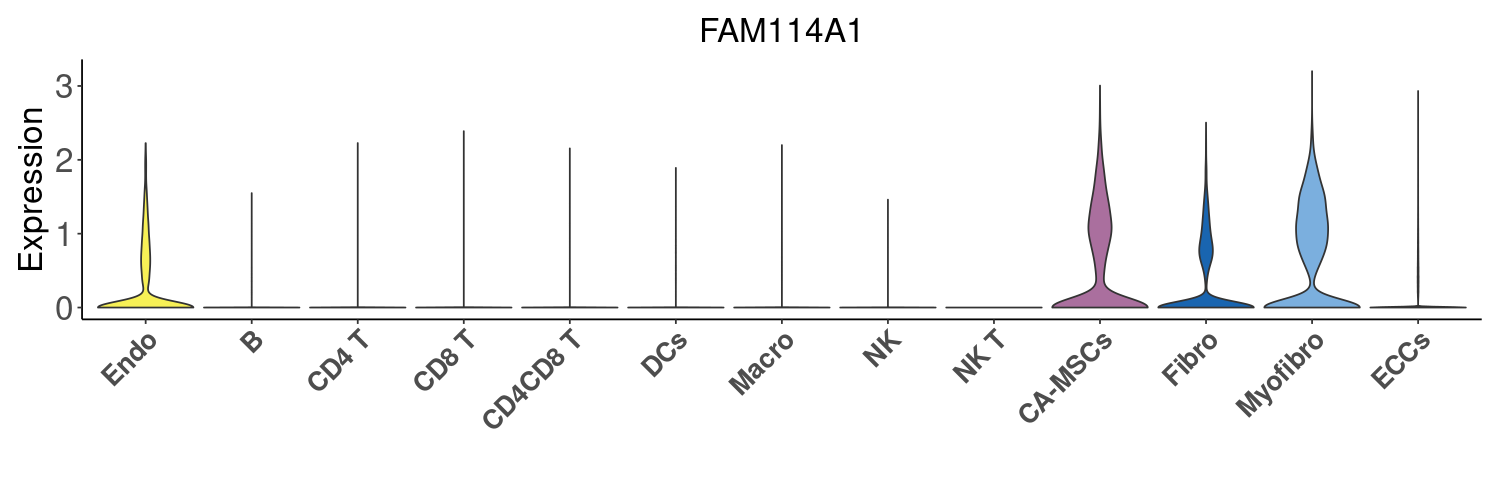 FAM114A1
Expression
3
2
1
0
Endo
B
CD4 T
CD8 T
CD4CD8 T
DCs
Macro
NK
NK T
CA-MSCs
Fibro
Myofibro
ECCs